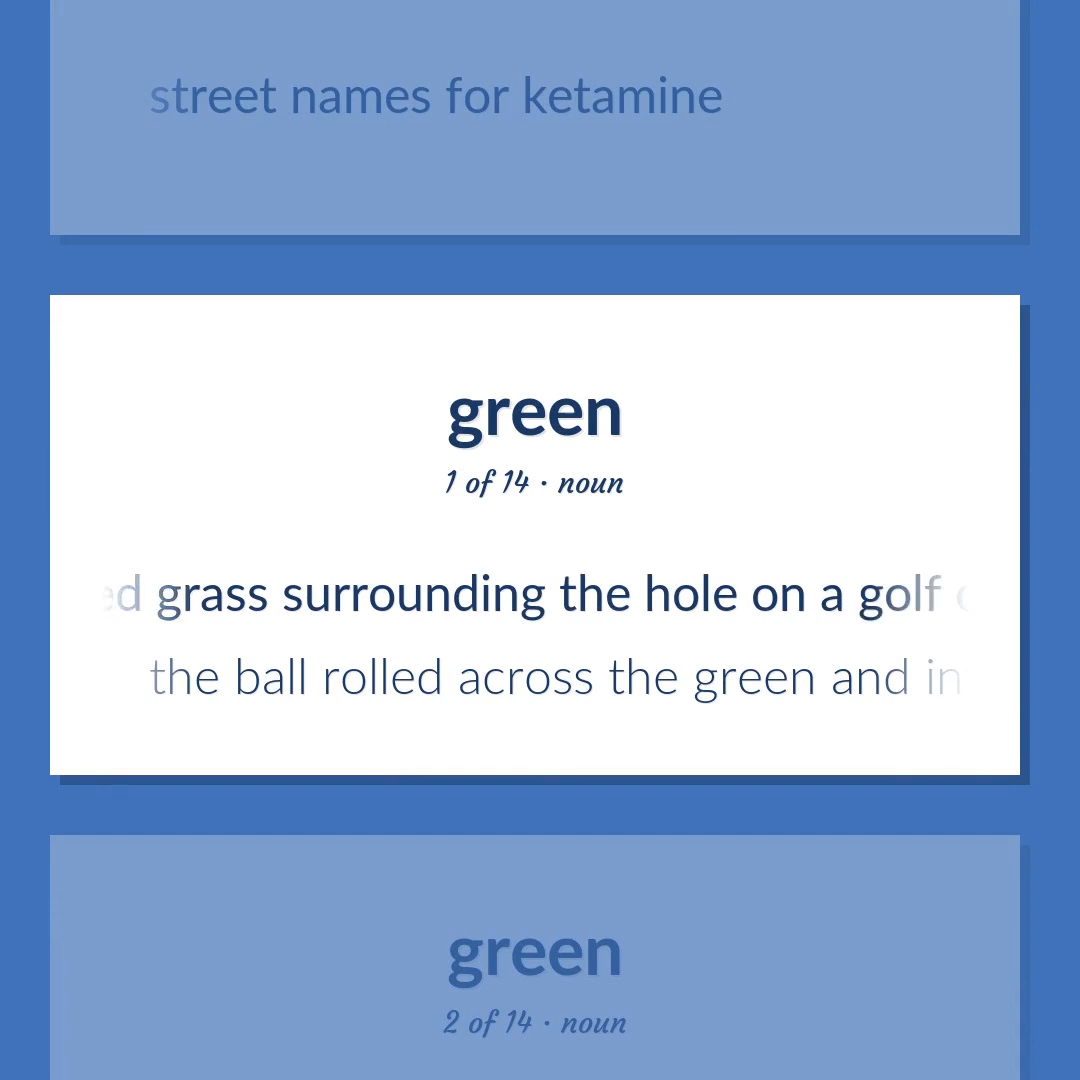 street names for ketamine
green
1 of 14 · noun
grass surrounding the hole on a golf
the ball rolled across the green and in
green
2 of 14 · noun